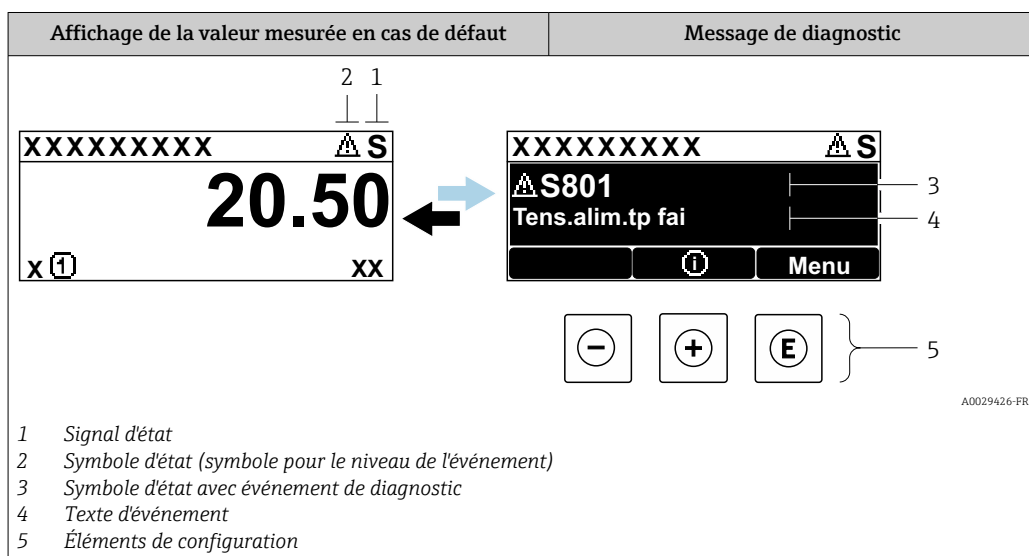 Affichage de la valeur mesurée en cas de défaut
Message de diagnostic
2 1
XXXXXXXXX ⚠ S
20.50
x ① xx
XXXXXXXXX ⚠ S
⚠S801
Tens.alim.tp fai
ⓘ Menu
3
4
− + E
5
A0029426-FR
1 Signal d'état
2 Symbole d'état (symbole pour le niveau de l'événement)
3 Symbole d'état avec événement de diagnostic
4 Texte d'événement
5 Éléments de configuration